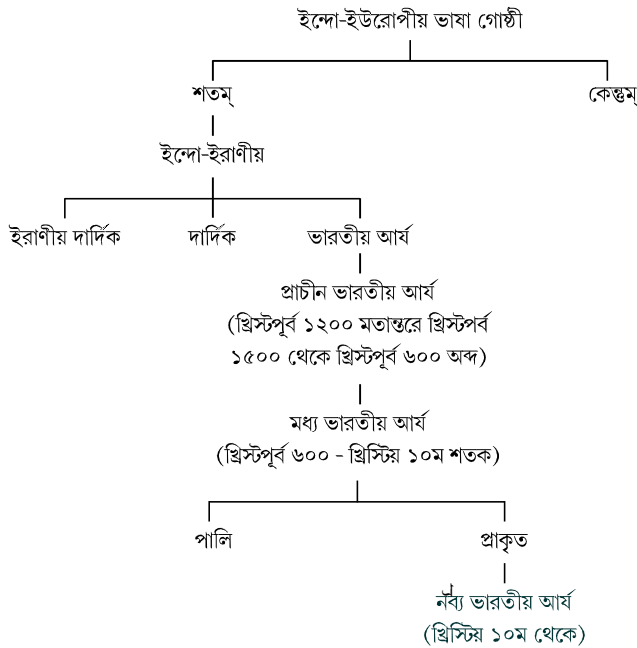 ইন্দো-ইউরোপীয় ভাষা গোষ্ঠী
শতম্ কেন্তুম্
ইন্দো-ইরাণীয়
ইরাণীয় দার্দিক দার্দিক ভারতীয় আর্য
প্রাচীন ভারতীয় আর্য
(খ্রিস্টপূর্ব ১২০০ মতান্তরে খ্রিস্টপর্ব
১৫০০ থেকে খ্রিস্টপূর্ব ৬০০ অব্দ)
মধ্য ভারতীয় আর্য
(খ্রিস্টপূর্ব ৬০০ - খ্রিস্টিয় ১০ম শতক)
পালি প্রাকৃত
নব্য ভারতীয় আর্য
(খ্রিস্টিয় ১০ম থেকে)